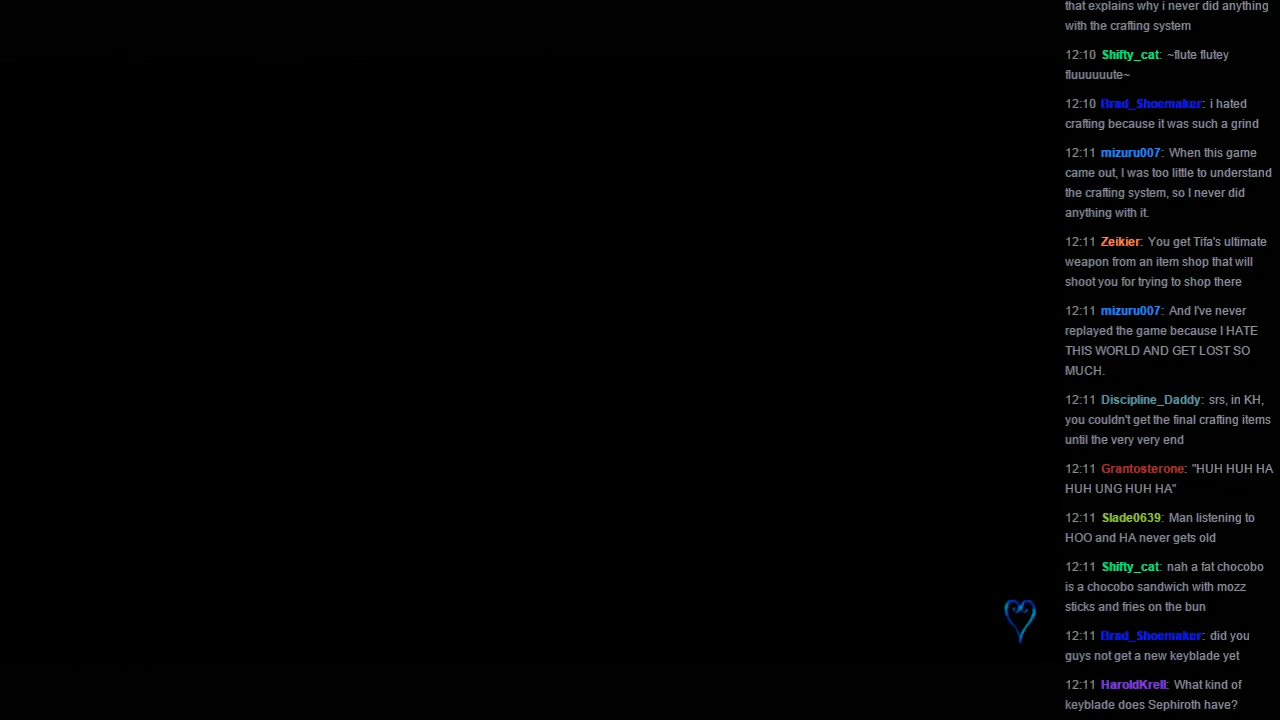 that explains why i never did anything
with the crafting system
12:10 Shifty_cat: ~flute flutey
fluuuuuute~
12:10 Brad_Shoemaker: i hated
crafting because it was such a grind
12:11 mizuru007: When this game
came out, I was too little to understand
the crafting system, so I never did
anything with it.
12:11 Zeikier: You get Tifa's ultimate
weapon from an item shop that will
shoot you for trying to shop there
12:11 mizuru007: And I've never
replayed the game because I HATE
THIS WORLD AND GET LOST SO
MUCH.
12:11 Discipline_Daddy: srs, in KH,
you couldn't get the final crafting items
until the very very end
12:11 Grantosterone: "HUH HUH HA
HUH UNG HUH HA"
12:11 Slade0639: Man listening to
HOO and HA never gets old
12:11 Shifty_cat: nah a fat chocobo
is a chocobo sandwich with mozz
sticks and fries on the bun
12:11 Brad_Shoemaker: did you
guys not get a new keyblade yet
12:11 HaroldKrell: What kind of
keyblade does Sephiroth have?